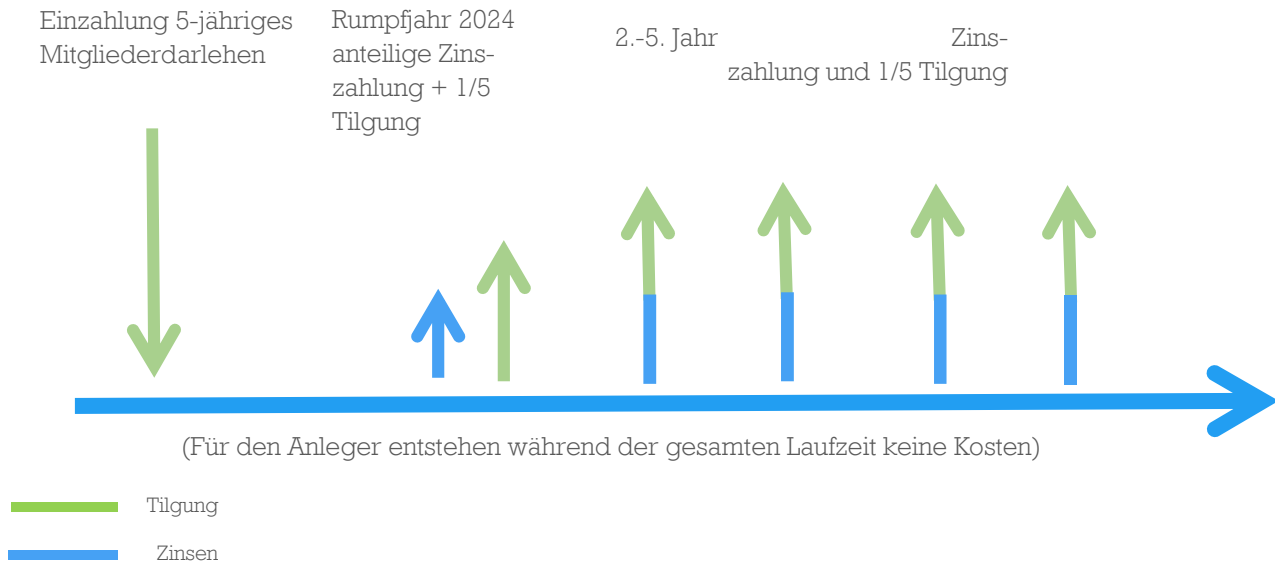 Einzahlung 5-jähriges
Mitgliederdarlehen
Rumpfjahr 2024
anteilige Zins-
zahlung + 1/5
Tilgung
2.-5. Jahr Zins-
zahlung und 1/5 Tilgung
(Für den Anleger entstehen während der gesamten Laufzeit keine Kosten)
Tilgung
Zinsen